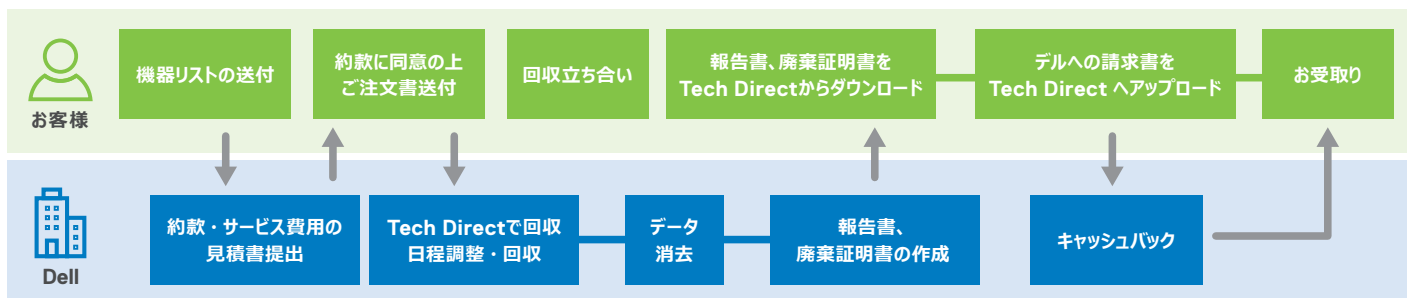 機器リストの送付
約款に同意の上
ご注文書送付
回収立ち合い
報告書、廃棄証明書を
Tech Directからダウンロード
デルへの請求書を
Tech Direct へアップロード
お受取り
お客様
約款・サービス費用の
見積書提出
Tech Directで回収
日程調整・回収
データ
消去
報告書、
廃棄証明書の作成
キャッシュバック
Dell